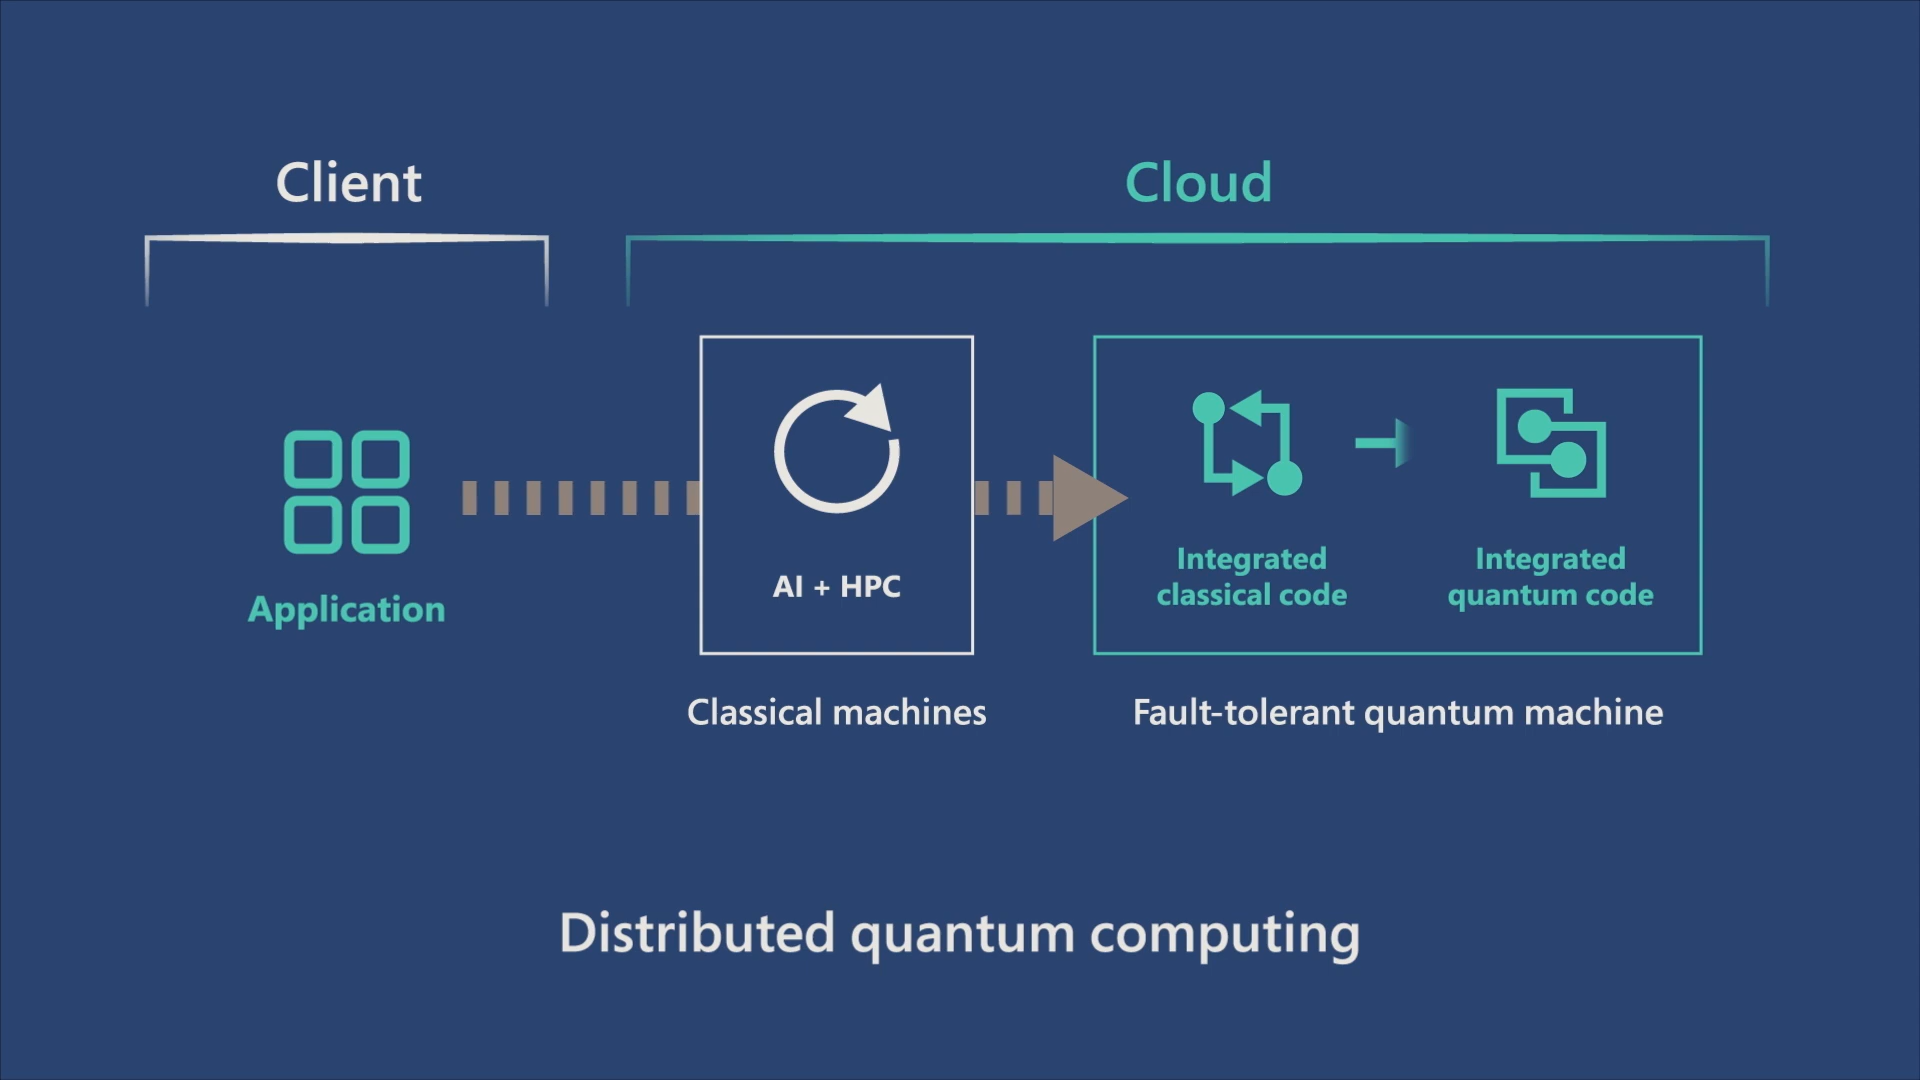 Client
Cloud
Application
AI + HPC
Integrated
classical code
Integrated
quantum code
Classical machines
Fault-tolerant quantum machine
Distributed quantum computing